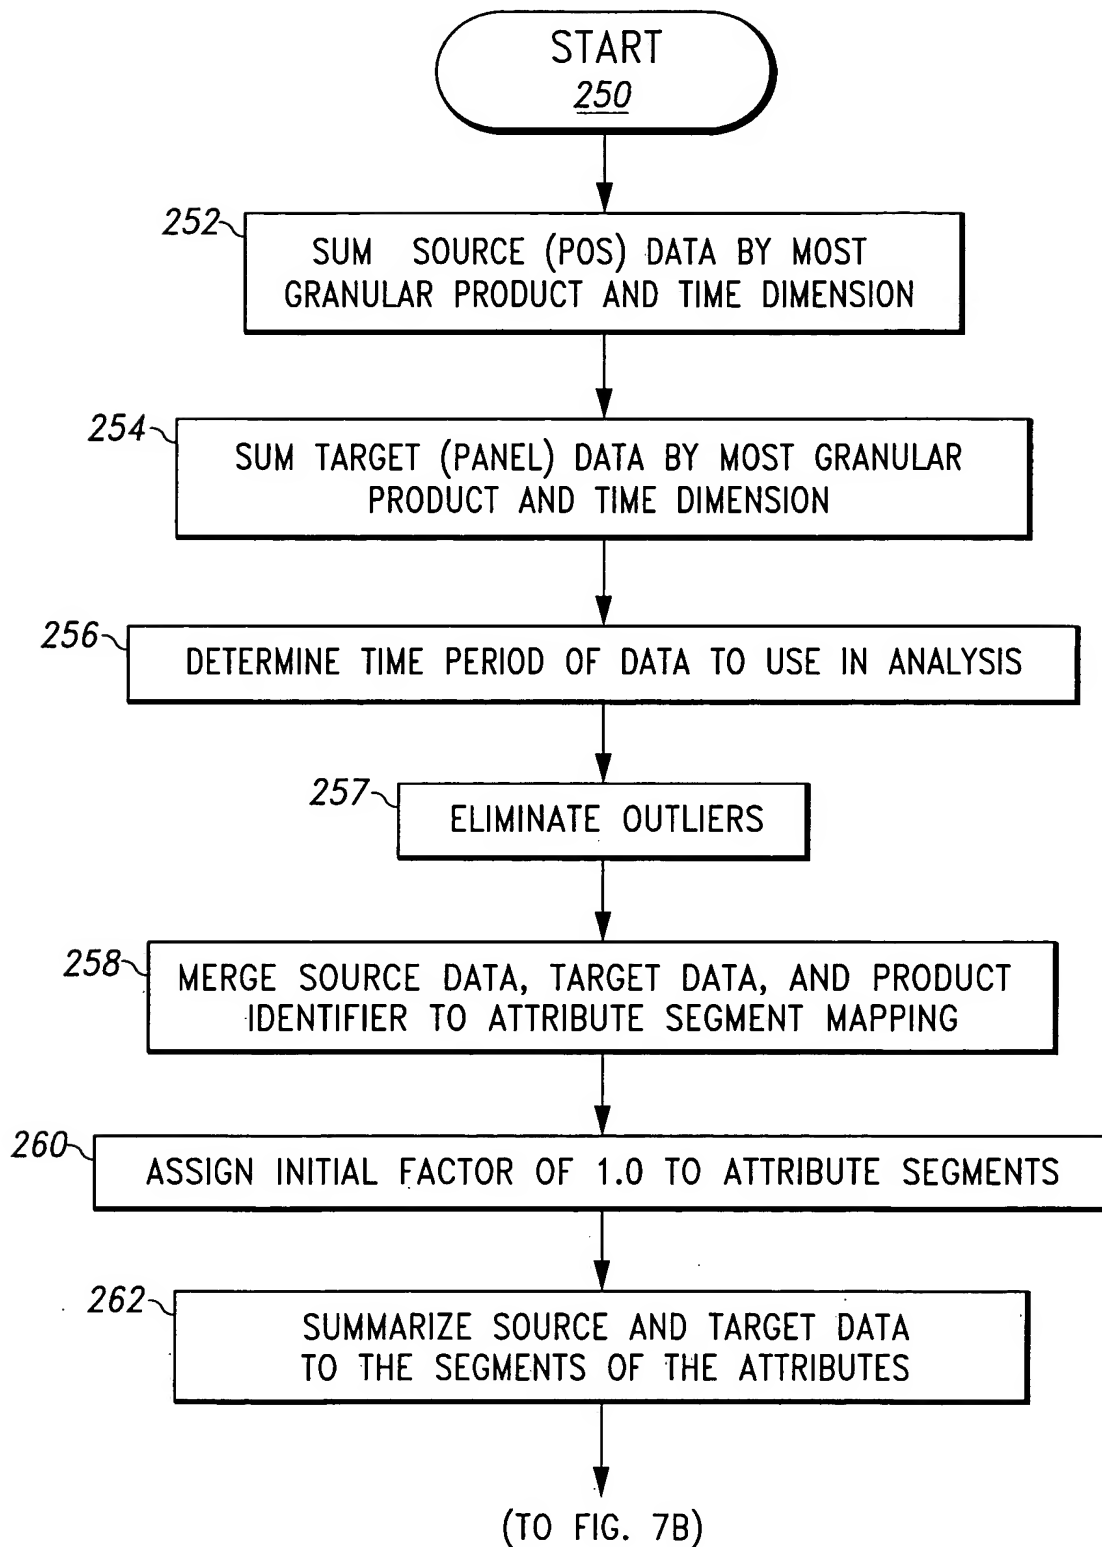 START
250
252
SUM SOURCE (POS) DATA BY MOST
GRANULAR PRODUCT AND TIME DIMENSION
254
SUM TARGET (PANEL) DATA BY MOST GRANULAR
PRODUCT AND TIME DIMENSION
256
DETERMINE TIME PERIOD OF DATA TO USE IN ANALYSIS
257
ELIMINATE OUTLIERS
258
MERGE SOURCE DATA, TARGET DATA, AND PRODUCT
IDENTIFIER TO ATTRIBUTE SEGMENT MAPPING
260
ASSIGN INITIAL FACTOR OF 1.0 TO ATTRIBUTE SEGMENTS
262
SUMMARIZE SOURCE AND TARGET DATA
TO THE SEGMENTS OF THE ATTRIBUTES
(TO FIG. 7B)